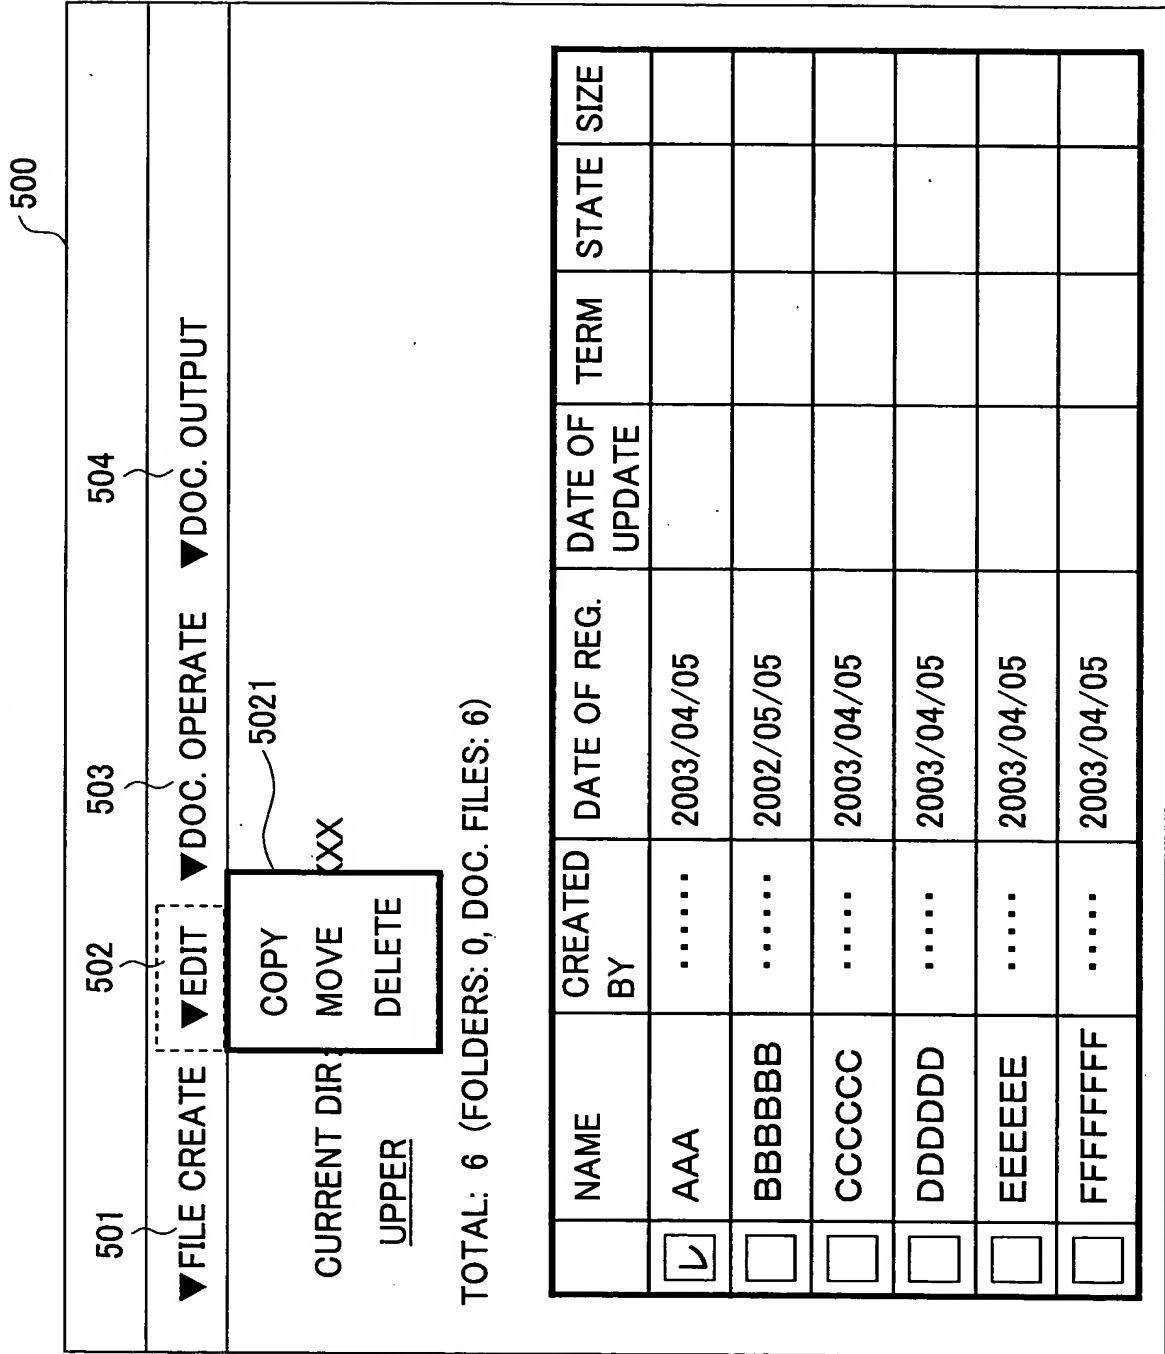 500
501 502 503 504
▼FILE CREATE ▼EDIT ▼DOC. OPERATE ▼DOC. OUTPUT
COPY
MOVE
DELETE
5021
CURRENT DIR: XXX
UPPER
TOTAL: 6 (FOLDERS: 0, DOC. FILES: 6)
NAME CREATED BY DATE OF REG. DATE OF UPDATE TERM STATE SIZE
AAA ...... 2003/04/05
BBBBBBB ...... 2002/05/05
CCCCCC ..... 2003/04/05
DDDDDD ..... 2003/04/05
EEEEEE ..... 2003/04/05
FFFFFFFF ..... 2003/04/05